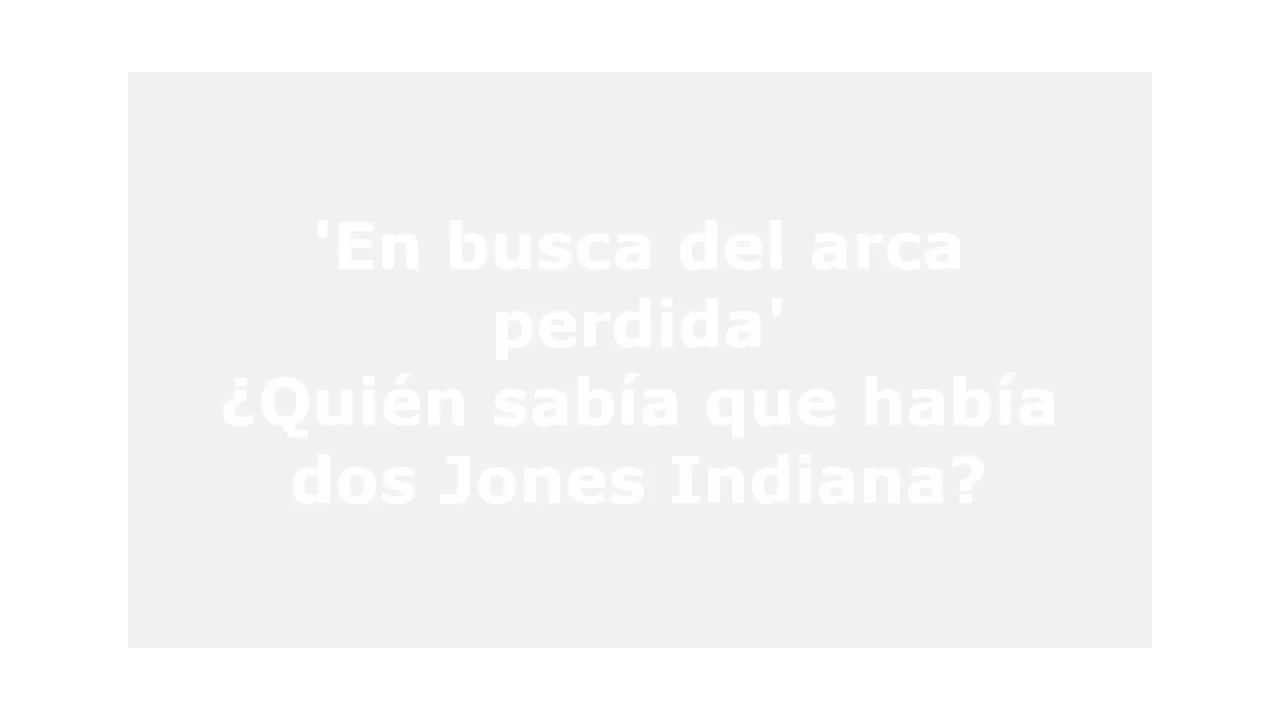 'En busca del arca
perdida'
¿Quién sabía que había
dos Jones Indiana?